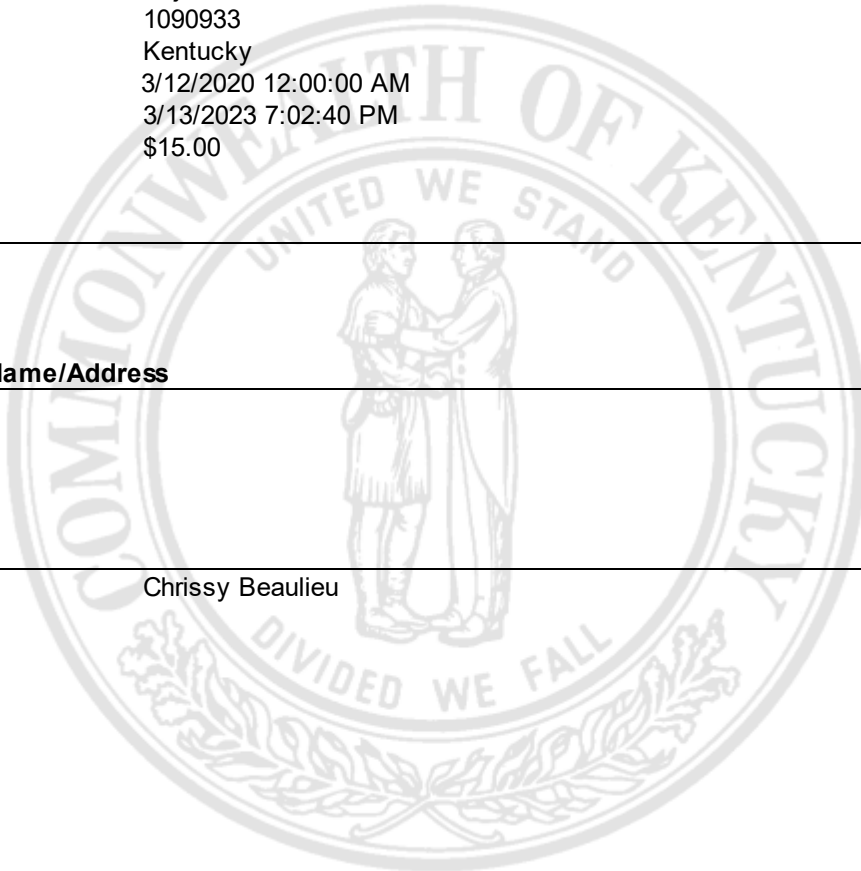 1090933
Kentucky
3/12/2020 12:00:00 AM
3/13/2023 7:02:40 PM
$15.00
COMMONWEALTH OF KENTUCKY
UNITED WE STAND
ame/Address
Chrissy Beaulieu
DIVIDED WE FALL